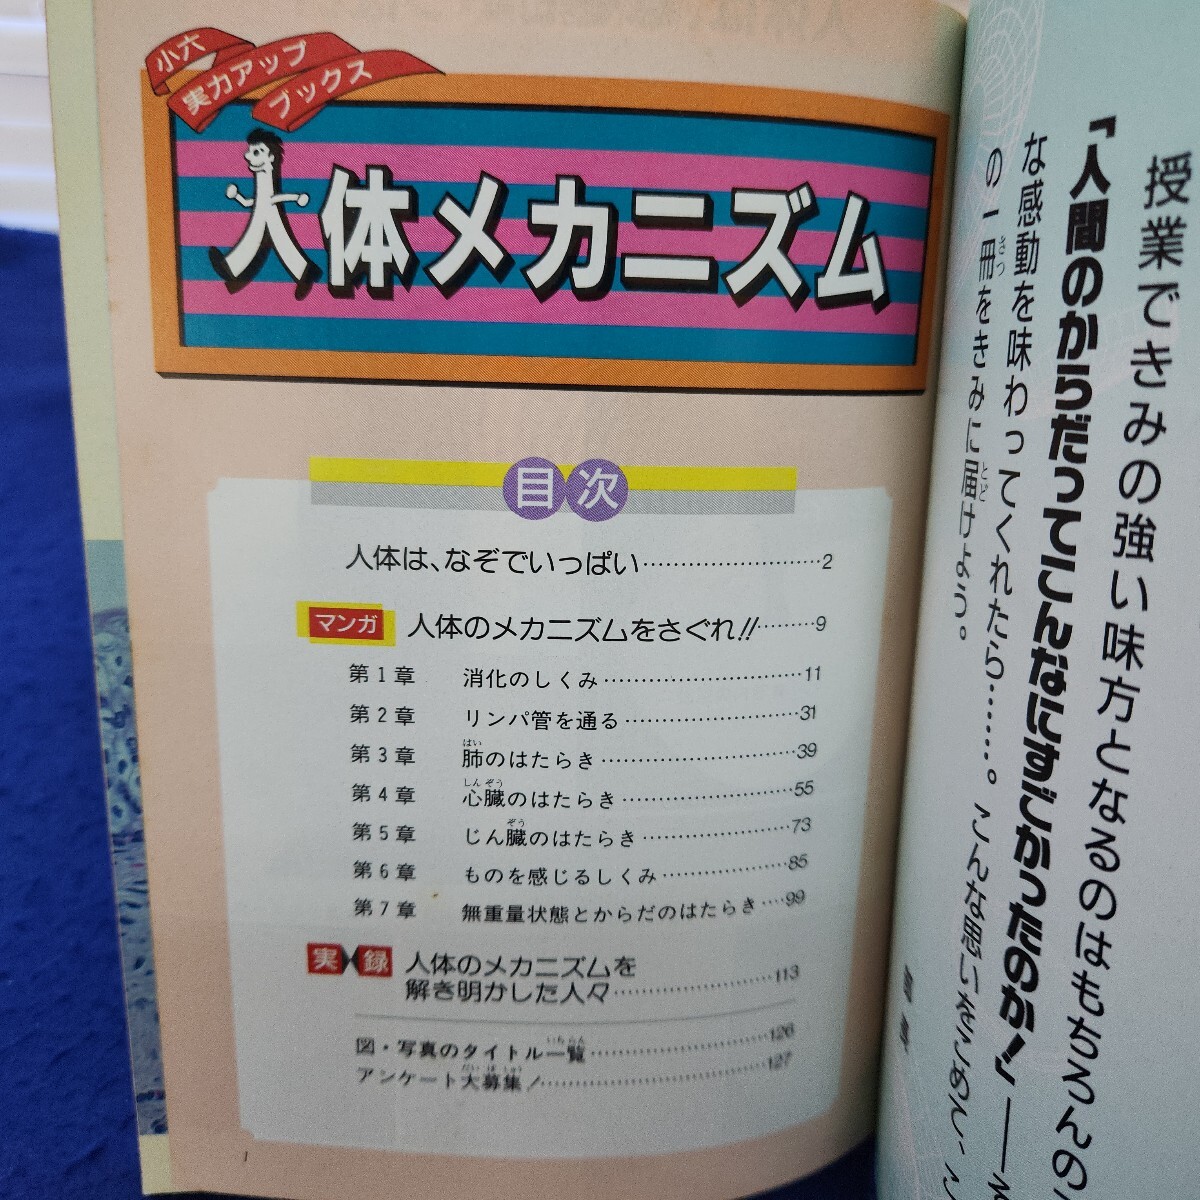 小六
実力アップ
ブックス
人体メカニズム
目次
人体は、なぞでいっぱい……………………2
マンガ 人体のメカニズムをさぐれ!!………9
第1章 消化のしくみ………………………11
第2章 リンパ管を通る……………………31
第3章 肺のはたらき………………………39
第4章 心臓のはたらき……………………55
第5章 じん臓のはたらき…………………73
第6章 ものを感じるしくみ………………85
第7章 無重量状態とからだのはたらき…99
実録 人体のメカニズムを
解き明かした人々…………………113
図・写真のタイトル一覧……………………126
アンケート大募集!…………………………127
1
授業できみの強い味方となるのはもちろんの
「人間のからだってこんなにすごかったのか!」――
な感動を味わってくれたら……。こんな思いをこめて、こ
の一冊をきみに届けよう。